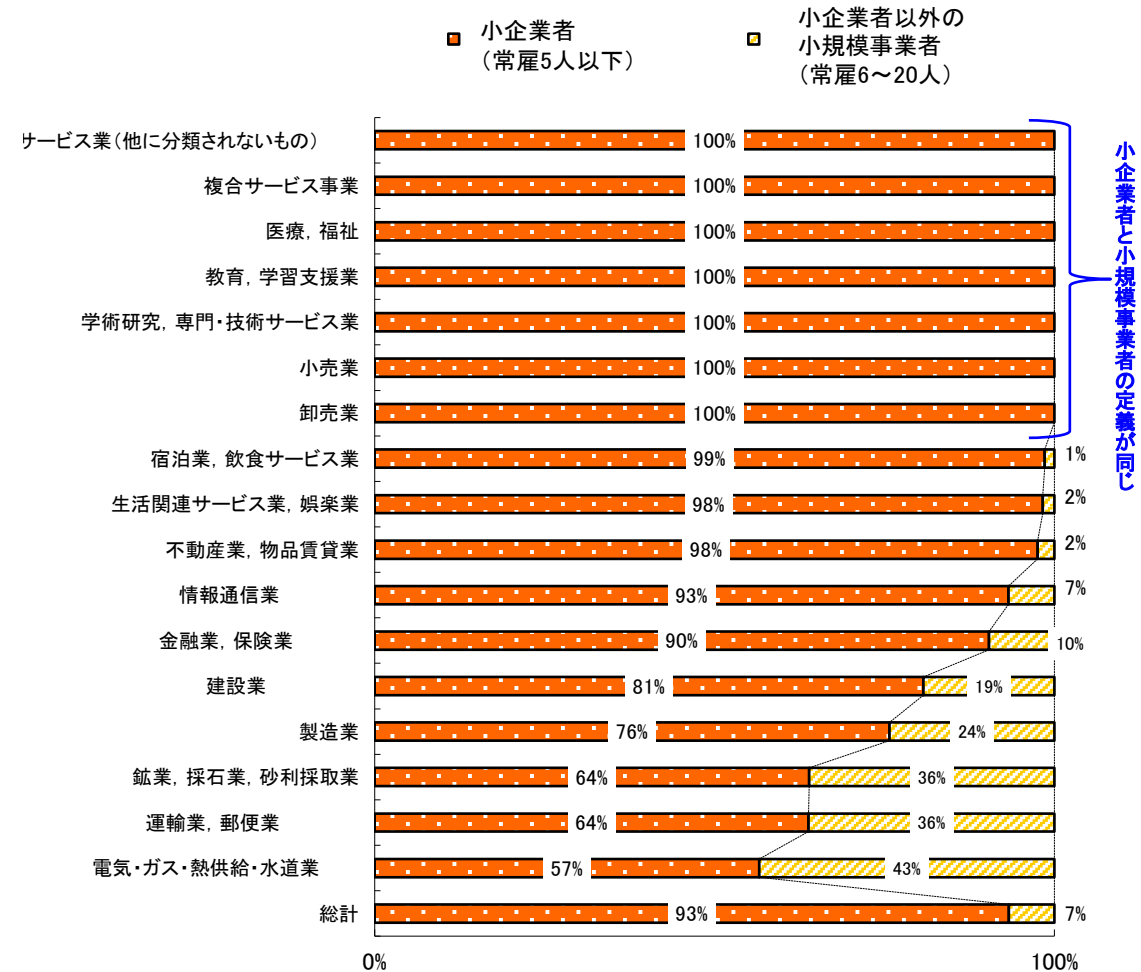 小企業者
（常雇5人以下）
小企業者以外の
小規模事業者
（常雇6～20人）
サービス業（他に分類されないもの）
100%
複合サービス事業
100%
医療，福祉
100%
教育，学習支援業
100%
学術研究，専門・技術サービス業
100%
小売業
100%
卸売業
100%
小企業者と小規模事業者の定義が同じ
宿泊業，飲食サービス業
99%
1%
生活関連サービス業，娯楽業
98%
2%
不動産業，物品賃貸業
98%
2%
情報通信業
93%
7%
金融業，保険業
90%
10%
建設業
81%
19%
製造業
76%
24%
鉱業，採石業，砂利採取業
64%
36%
運輸業，郵便業
64%
36%
電気・ガス・熱供給・水道業
57%
43%
総計
93%
7%
0%
100%